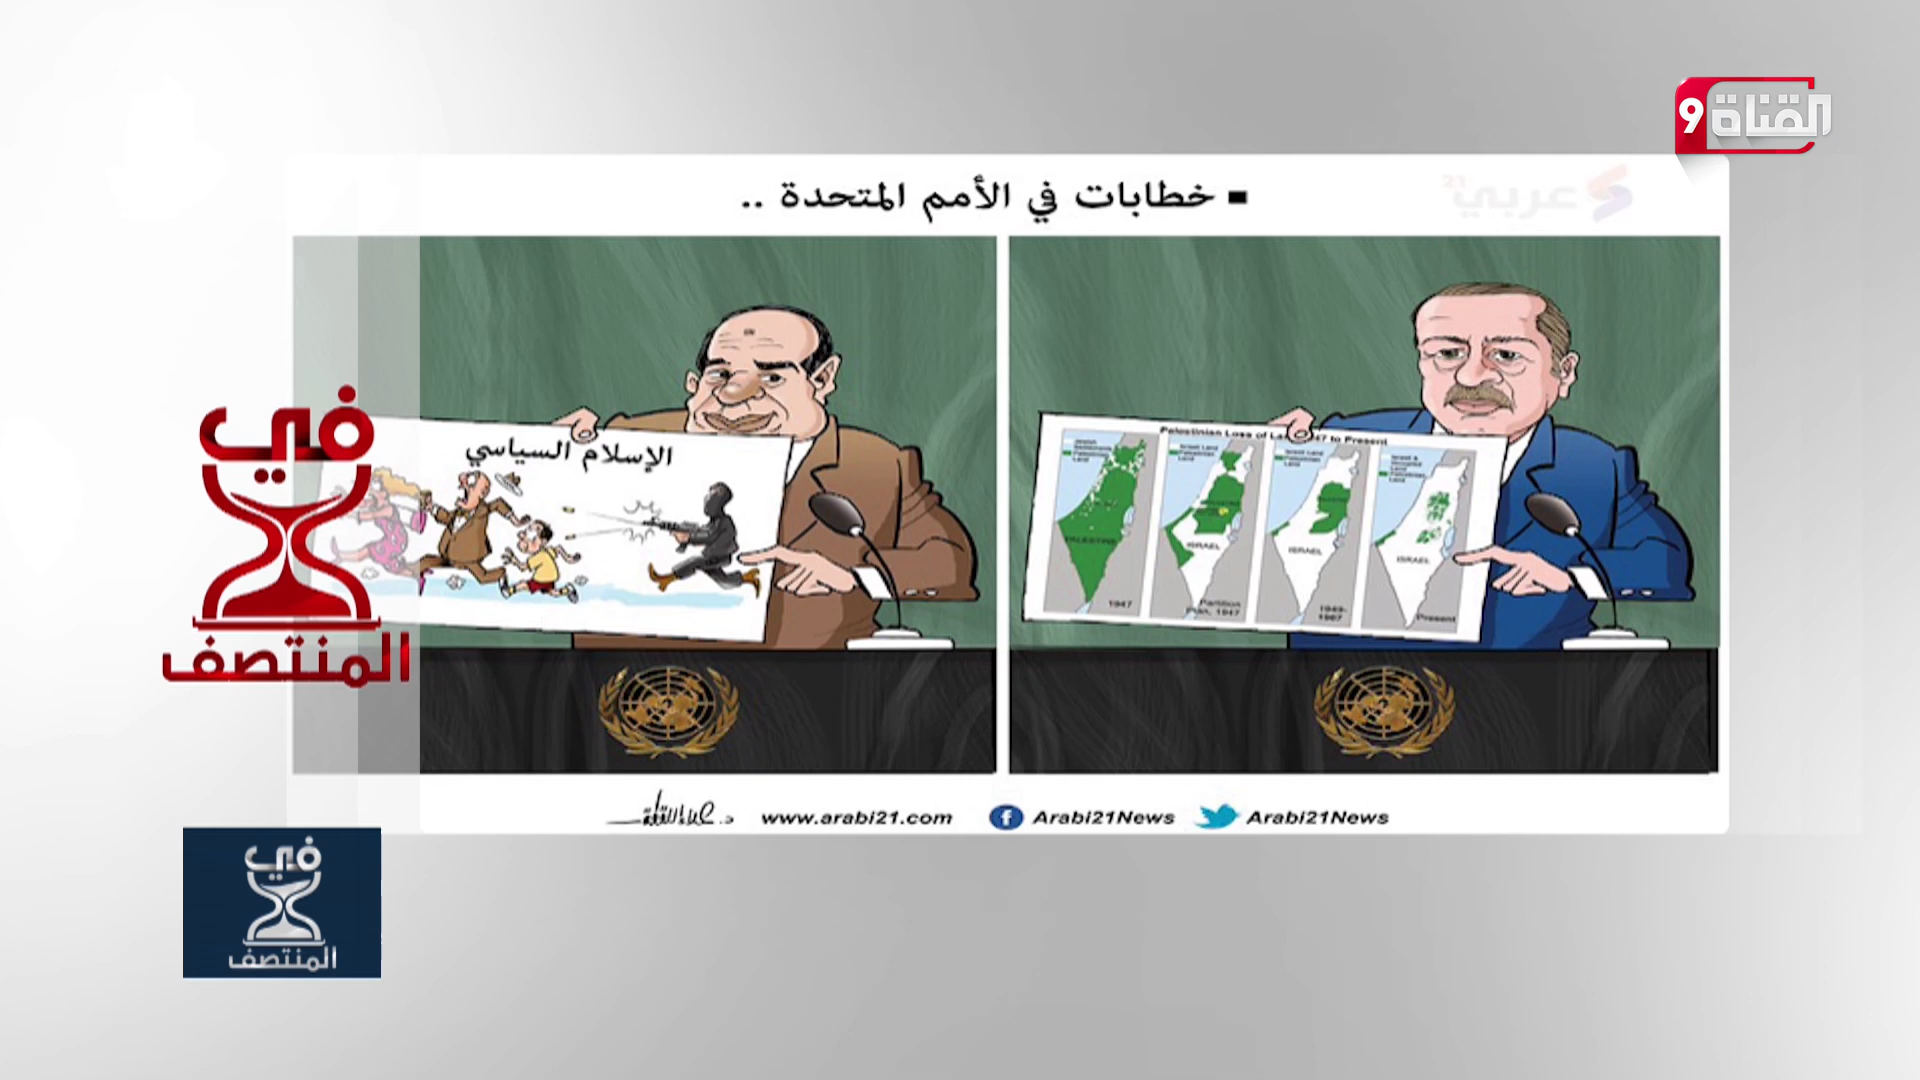 القناة 9
عربي 21
▪ خطابات في الأمم المتحدة ..
الإسلام السياسي
Palestinian Loss of Land 1947 to Present
PALESTINE
1947
ISRAEL
Partition
Plan, 1947
ISRAEL
1949-
1967
ISRAEL
Present
في
المنتصف
www.arabi21.com
Arabi21News
Arabi21News
في
المنتصف